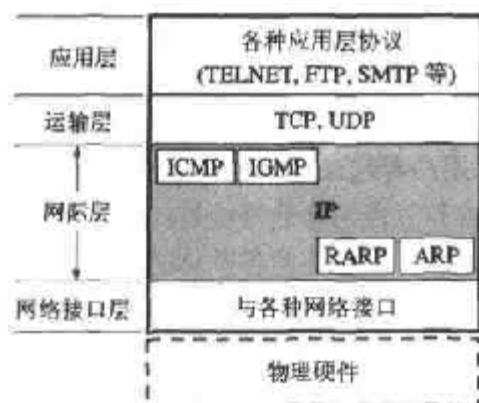 应用层
各种应用层协议
(TELNET, FTP, SMTP 等)
运输层
TCP, UDP
网际层
ICMP
IGMP
IP
RARP
ARP
网络接口层
与各种网络接口
物理硬件